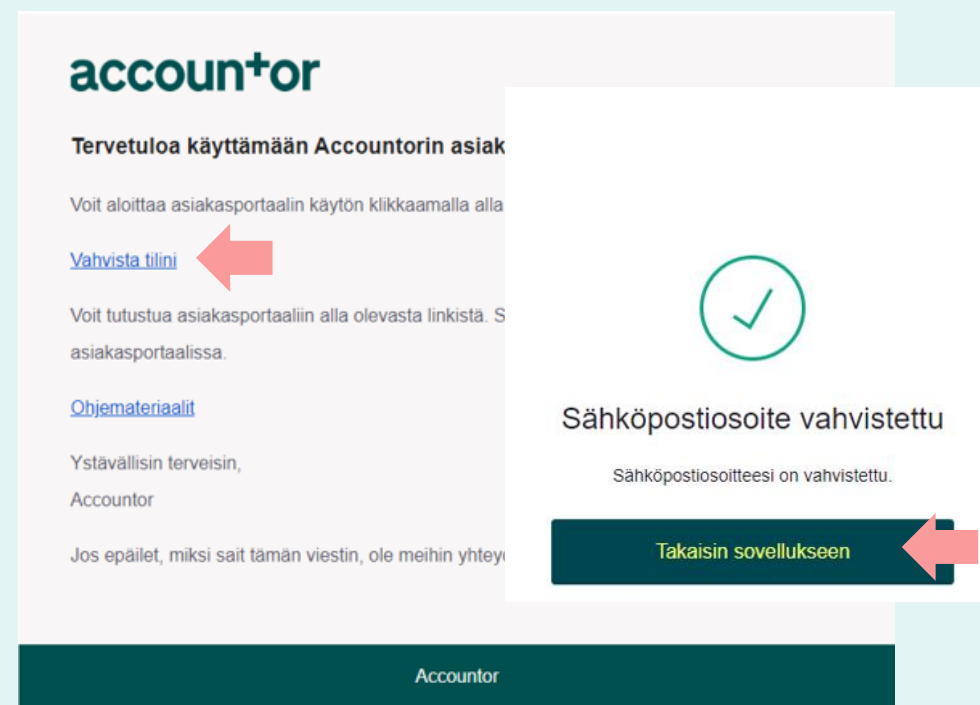 accountor
Tervetuloa käyttämään Accountorin asiak
Voit aloittaa asiakasportaalin käytön klikkaamalla alla
Vahvista tilini
Voit tutustua asiakasportaaliin alla olevasta linkistä. S
asiakasportaalissa.
Ohjemateriaalit
Ystävällisin terveisin,
Accountor
Jos epäilet, miksi sait tämän viestin, ole meihin yhtey
Accountor
Sähköpostiosoite vahvistettu
Sähköpostiosoitteesi on vahvistettu.
Takaisin sovellukseen